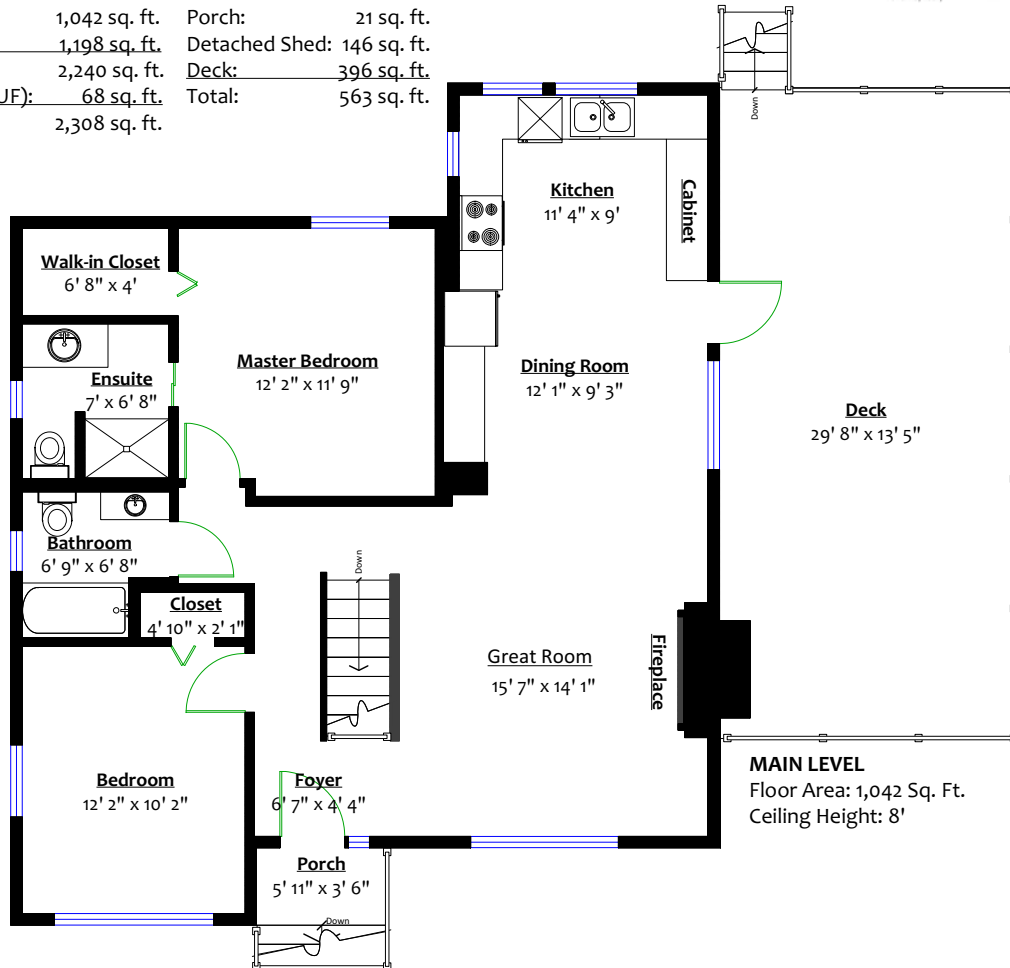 1,042 sq. ft. Porch: 21 sq. ft.
1,198 sq. ft. Detached Shed: 146 sq. ft.
2,240 sq. ft. Deck: 396 sq. ft.
UF): 68 sq. ft. Total: 563 sq. ft.
2,308 sq. ft.
Down
Kitchen
11' 4" x 9'
Cabinet
Walk-in Closet
6' 8" x 4'
Master Bedroom
12' 2" x 11' 9"
Ensuite
7' x 6' 8"
Dining Room
12' 1" x 9' 3"
Deck
29' 8" x 13' 5"
Bathroom
6' 9" x 6' 8"
Down
Closet
4' 10" x 2' 1"
Great Room
15' 7" x 14' 1"
Fireplace
Bedroom
12' 2" x 10' 2"
Foyer
6' 7" x 4' 4"
MAIN LEVEL
Floor Area: 1,042 Sq. Ft.
Ceiling Height: 8'
Porch
5' 11" x 3' 6"
Down